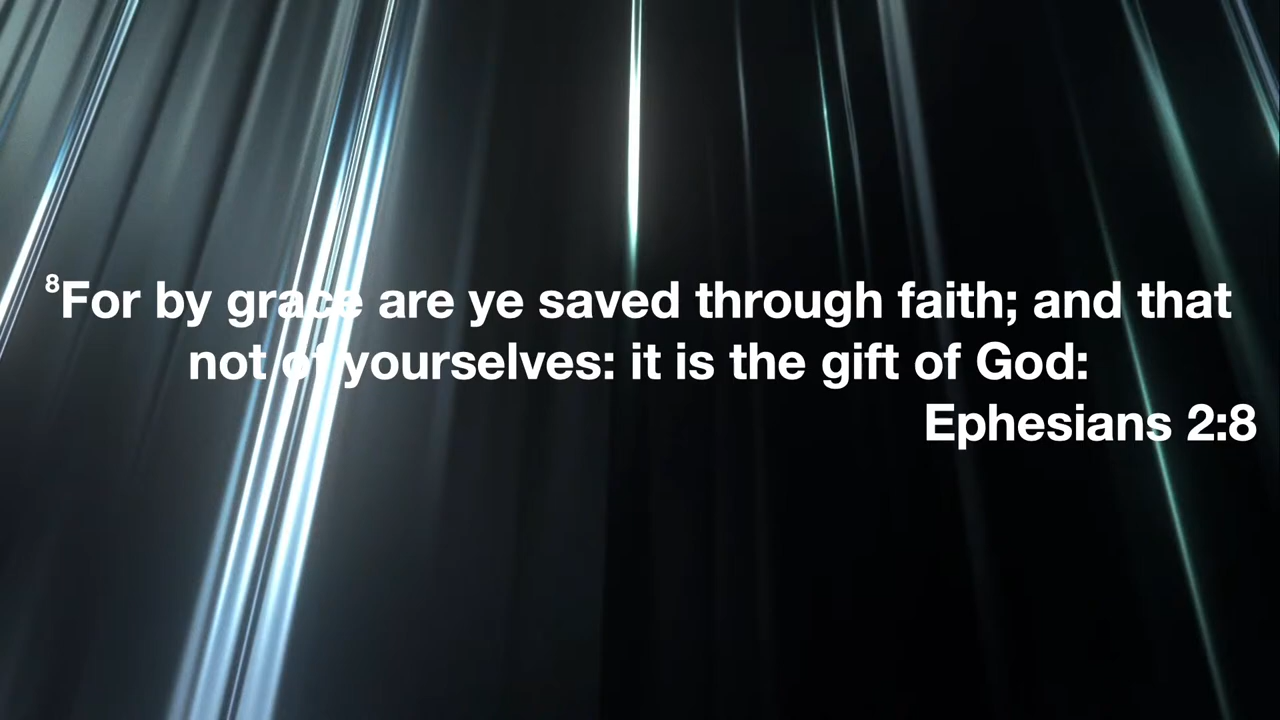 ⁸For by grace are ye saved through faith; and that
not of yourselves: it is the gift of God:
Ephesians 2:8